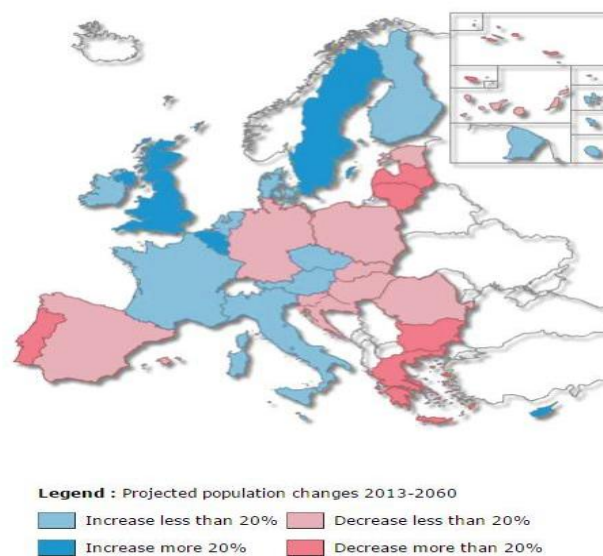 Legend : Projected population changes 2013-2060
Increase less than 20% Decrease less than 20%
Increase more 20% Decrease more than 20%